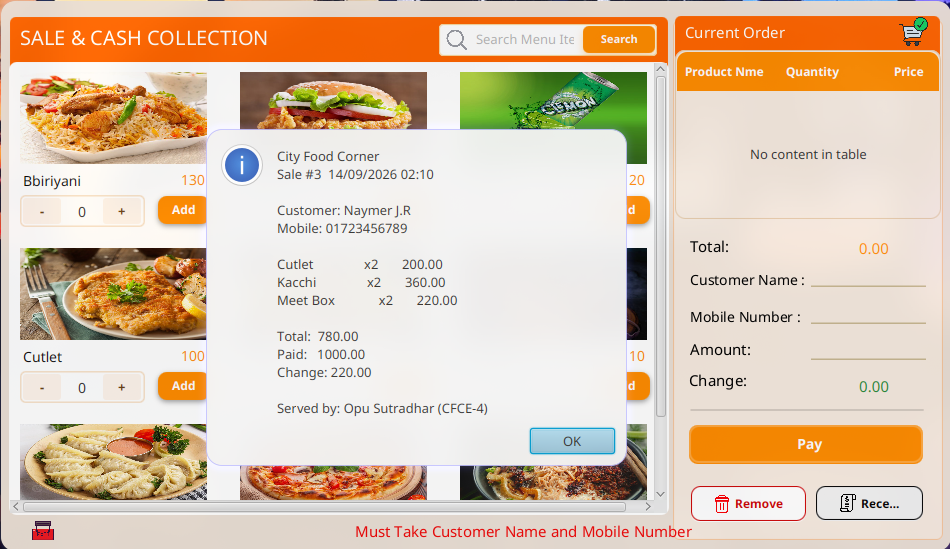 SALE & CASH COLLECTION
Search Menu Ite
Search
Current Order
Product Nme Quantity Price
No content in table
Bbiriyani 130
- 0 + Add
20
d
City Food Corner
Sale #3 14/09/2026 02:10
Customer: Naymer J.R
Mobile: 01723456789
Cutlet x2 200.00
Kacchi x2 360.00
Meet Box x2 220.00
Total: 780.00
Paid: 1000.00
Change: 220.00
Served by: Opu Sutradhar (CFCE-4)
OK
Cutlet 100
- 0 + Add
10
d
Total: 0.00
Customer Name :
Mobile Number :
Amount:
Change: 0.00
Pay
Remove
Rece...
Must Take Customer Name and Mobile Number